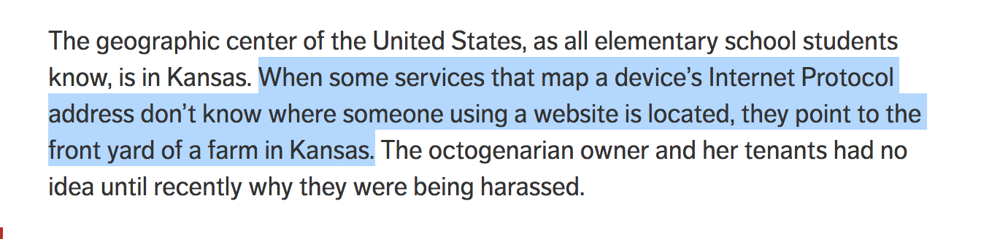 The geographic center of the United States, as all elementary school students
know, is in Kansas. When some services that map a device’s Internet Protocol
address don’t know where someone using a website is located, they point to the
front yard of a farm in Kansas. The octogenarian owner and her tenants had no
idea until recently why they were being harassed.